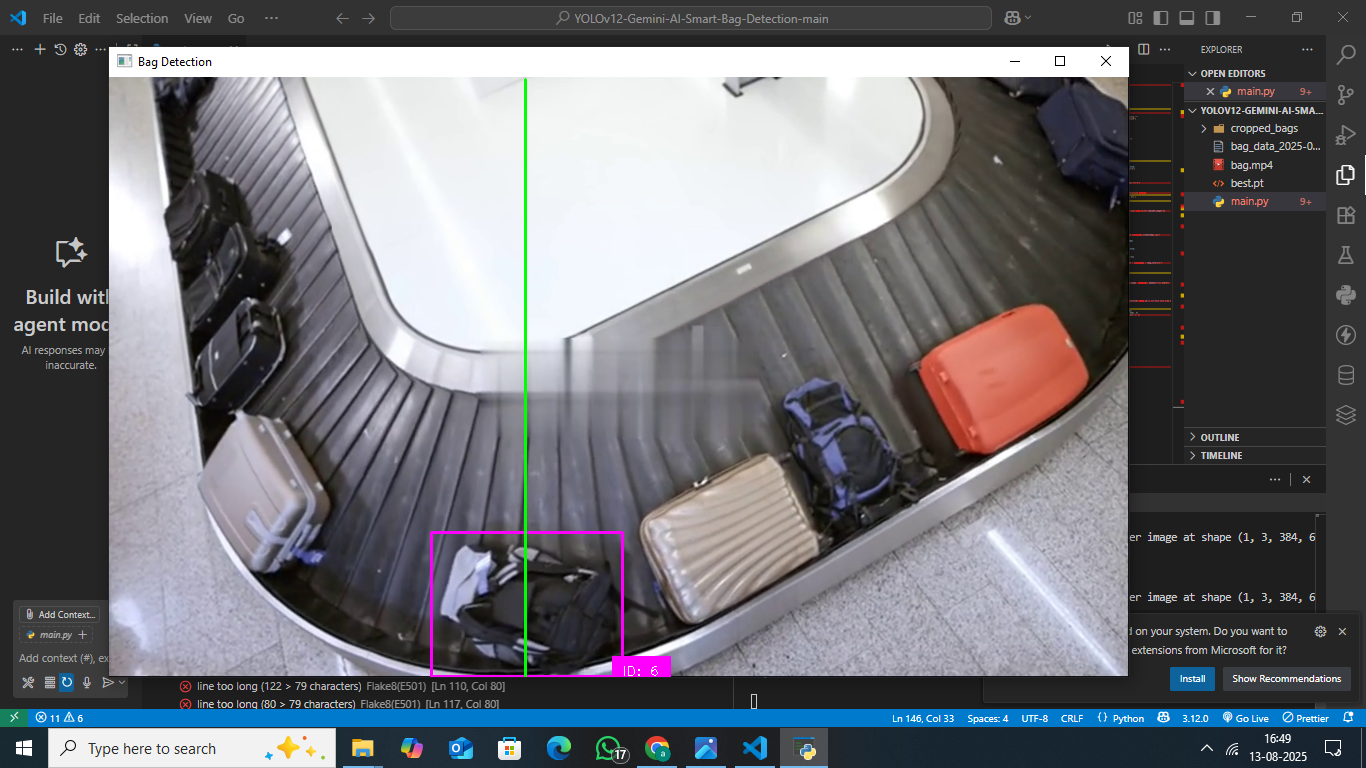 File Edit Selection View Go ··· YOLOv12-Gemini-AI-Smart-Bag-Detection-main
Bag Detection
ID: 6
Build with
agent mod
AI responses may
inaccurate.
Add Context...
main.py +
Add context (#), ex
EXPLORER
OPEN EDITORS
main.py 9+
YOLOV12-GEMINI-AI-SMA...
cropped_bags
bag_data_2025-0...
bag.mp4
best.pt
main.py 9+
OUTLINE
TIMELINE
er image at shape (1, 3, 384, 6
er image at shape (1, 3, 384, 6
d on your system. Do you want to
extensions from Microsoft for it?
Install Show Recommendations
line too long (122 > 79 characters) Flake8(E501) [Ln 110, Col 80]
line too long (80 > 79 characters) Flake8(E501) [Ln 117, Col 80]
11 6 Ln 146, Col 33 Spaces: 4 UTF-8 CRLF {} Python 3.12.0 Go Live Prettier
Type here to search 17 16:49
13-08-2025